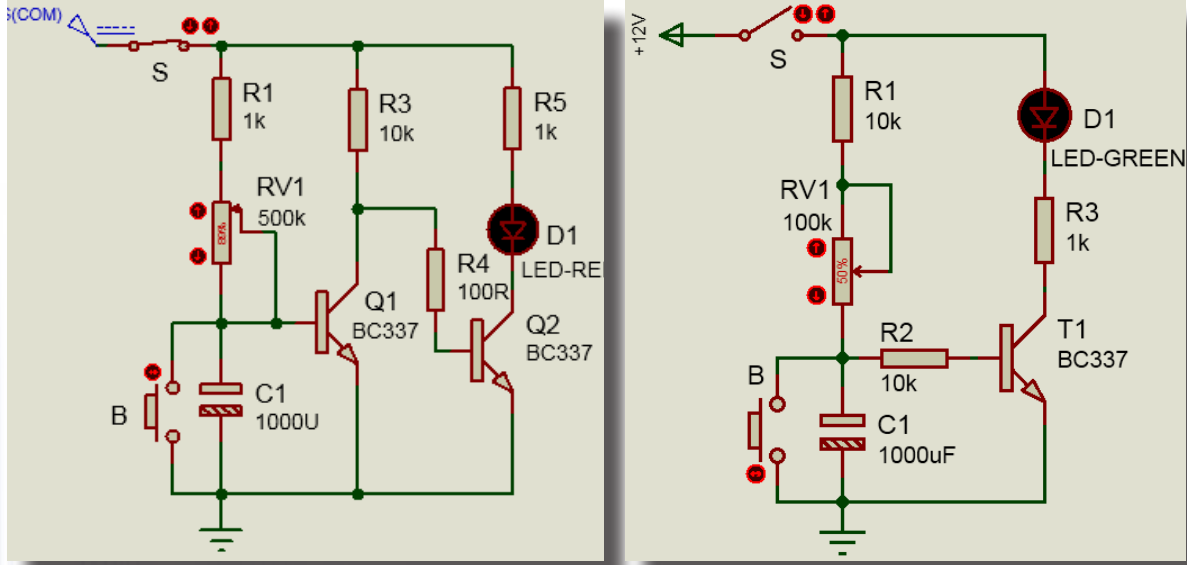 S(COM)
S
R1
1k
R3
10k
R5
1k
RV1
500k
D1
LED-RE
R4
100R
Q1
BC337
Q2
BC337
B
C1
1000U
+12V
S
R1
10k
D1
LED-GREEN
RV1
100k
50%
R3
1k
R2
10k
T1
BC337
B
C1
1000uF